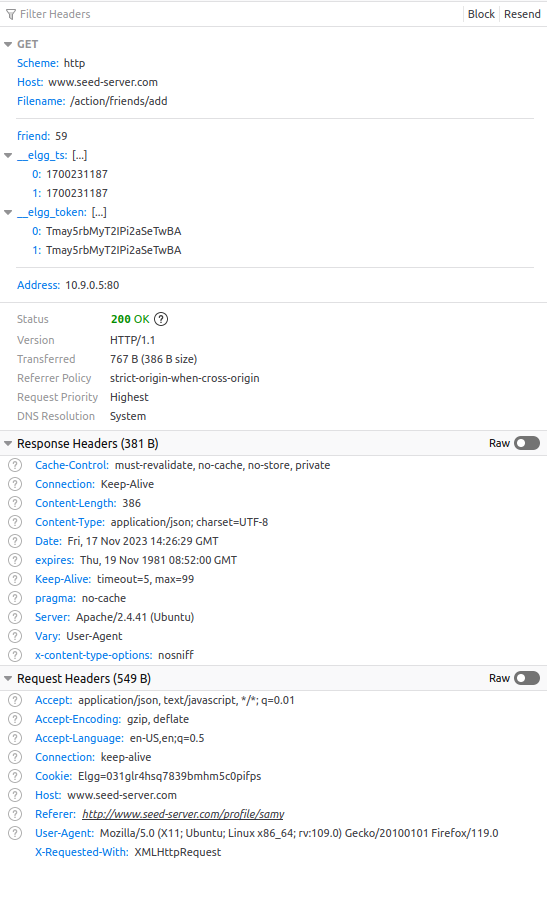 Filter Headers Block Resend
GET
Scheme: http
Host: www.seed-server.com
Filename: /action/friends/add
friend: 59
__elgg_ts: [...]
0: 1700231187
1: 1700231187
__elgg_token: [...]
0: Tmay5rbMyT2IPi2aSeTwBA
1: Tmay5rbMyT2IPi2aSeTwBA
Address: 10.9.0.5:80
Status 200 OK
Version HTTP/1.1
Transferred 767 B (386 B size)
Referrer Policy strict-origin-when-cross-origin
Request Priority Highest
DNS Resolution System
Response Headers (381 B) Raw
Cache-Control: must-revalidate, no-cache, no-store, private
Connection: Keep-Alive
Content-Length: 386
Content-Type: application/json; charset=UTF-8
Date: Fri, 17 Nov 2023 14:26:29 GMT
expires: Thu, 19 Nov 1981 08:52:00 GMT
Keep-Alive: timeout=5, max=99
pragma: no-cache
Server: Apache/2.4.41 (Ubuntu)
Vary: User-Agent
x-content-type-options: nosniff
Request Headers (549 B) Raw
Accept: application/json, text/javascript, */*; q=0.01
Accept-Encoding: gzip, deflate
Accept-Language: en-US,en;q=0.5
Connection: keep-alive
Cookie: Elgg=031glr4hsq7839bmhm5c0pifps
Host: www.seed-server.com
Referer: http://www.seed-server.com/profile/samy
User-Agent: Mozilla/5.0 (X11; Ubuntu; Linux x86_64; rv:109.0) Gecko/20100101 Firefox/119.0
X-Requested-With: XMLHttpRequest